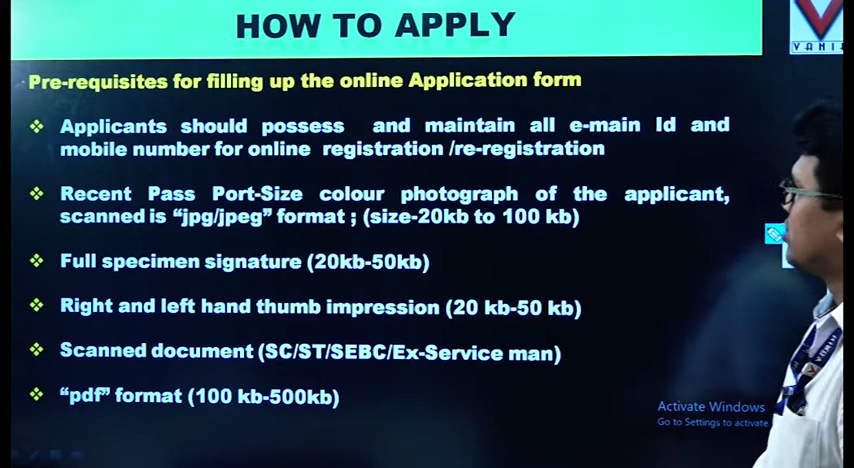 HOW TO APPLY
Pre-requisites for filling up the online Application form
Applicants should possess and maintain all e-main Id and
mobile number for online registration /re-registration
Recent Pass Port-Size colour photograph of the applicant,
scanned is “jpg/jpeg” format ; (size-20kb to 100 kb)
Full specimen signature (20kb-50kb)
Right and left hand thumb impression (20 kb-50 kb)
Scanned document (SC/ST/SEBC/Ex-Service man)
“pdf” format (100 kb-500kb)
Activate Windows
Go to Settings to activate